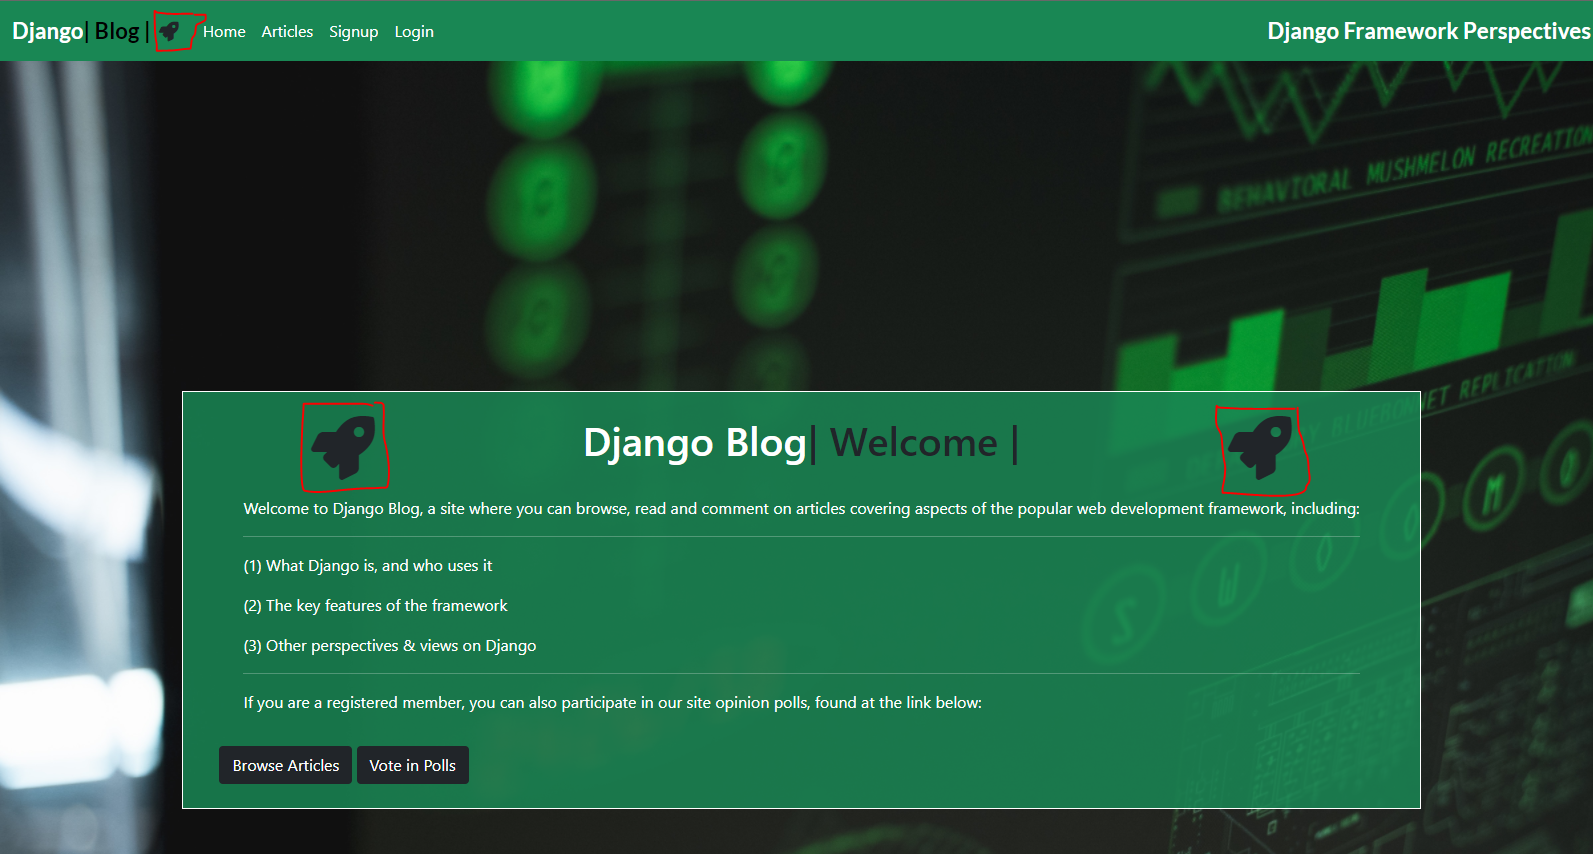 Django| Blog | Home Articles Signup Login Django Framework Perspectives
BEHAVIORAL MUSHMELON RECREATION
BLUEBONNET REPLICATION
Django Blog| Welcome |
Welcome to Django Blog, a site where you can browse, read and comment on articles covering aspects of the popular web development framework, including:
(1) What Django is, and who uses it
(2) The key features of the framework
(3) Other perspectives & views on Django
If you are a registered member, you can also participate in our site opinion polls, found at the link below:
S W O O M O
Browse Articles Vote in Polls